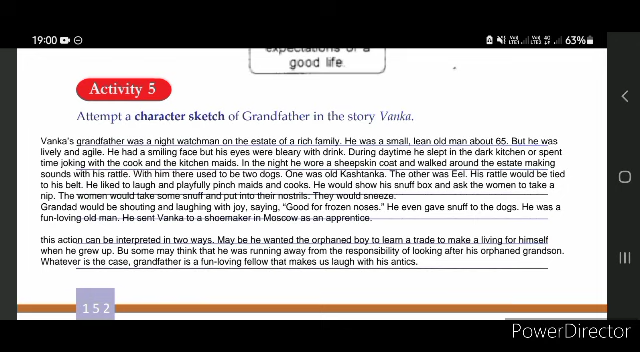 19:00
63%
expectations of a
good life.
Activity 5
Attempt a character sketch of Grandfather in the story Vanka.
Vanka's grandfather was a night watchman on the estate of a rich family. He was a small, lean old man about 65. But he was
lively and agile. He had a smiling face but his eyes were bleary with drink. During daytime he slept in the dark kitchen or spent
time joking with the cook and the kitchen maids. In the night he wore a sheepskin coat and walked around the estate making
sounds with his rattle. With him there used to be two dogs. One was old Kashtanka. The other was Eel. His rattle would be tied
to his belt. He liked to laugh and playfully pinch maids and cooks. He would show his snuff box and ask the women to take a
nip. The women would take some snuff and put into their nostrils. They would sneeze.
Grandad would be shouting and laughing with joy, saying, "Good for frozen noses." He even gave snuff to the dogs. He was a
fun-loving old man. He sent Vanka to a shoemaker in Moscow as an apprentice.
this action can be interpreted in two ways. May be he wanted the orphaned boy to learn a trade to make a living for himself
when he grew up. Bu some may think that he was running away from the responsibility of looking after his orphaned grandson.
Whatever is the case, grandfather is a fun-loving fellow that makes us laugh with his antics.
152
PowerDirector